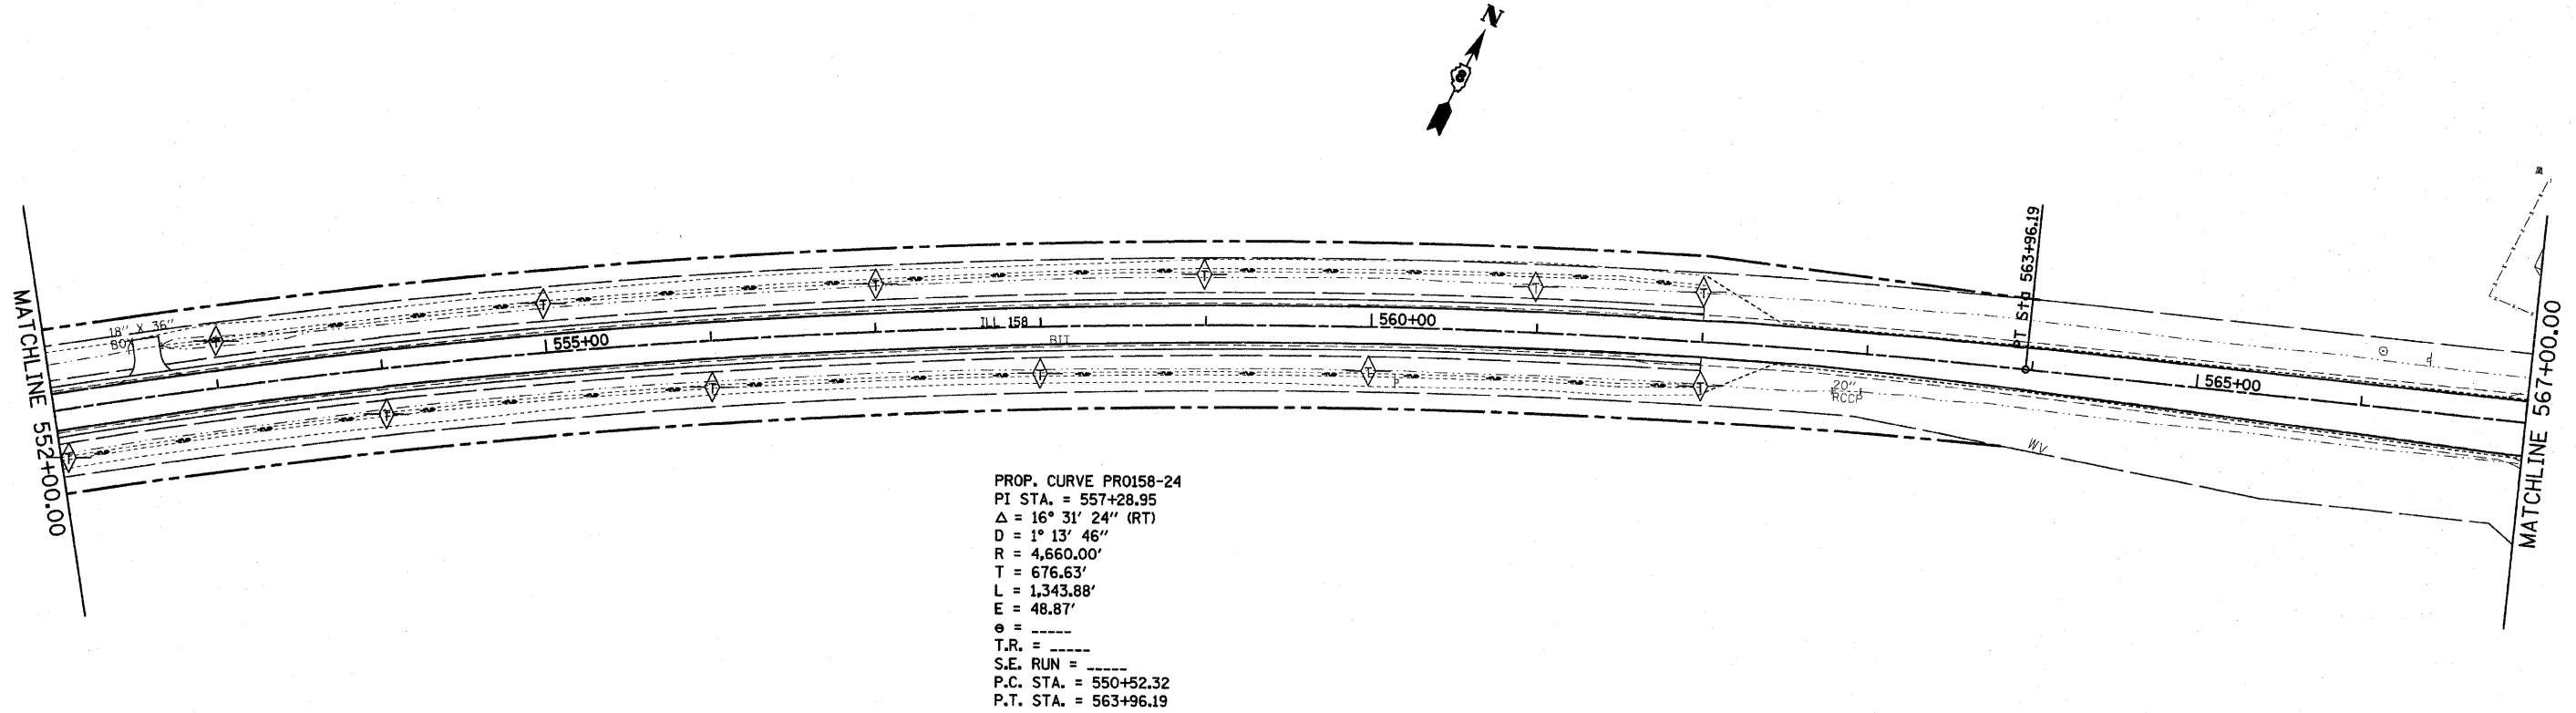 N
8
PT Sta 563+96.19
MATCHLINE 552+00.00
18" X 36"
BOX
555+00
ILL 158
BIT
560+00
P
20"
RCCP
565+00
WV
MATCHLINE 567+00.00
T
T
T
T
T
T
T
T
T
T
T
T
T
PROP. CURVE PRO158-24
PI STA. = 557+28.95
Δ = 16° 31' 24" (RT)
D = 1° 13' 46"
R = 4,660.00'
T = 676.63'
L = 1,343.88'
E = 48.87'
e = _____
T.R. = _____
S.E. RUN = _____
P.C. STA. = 550+52.32
P.T. STA. = 563+96.19